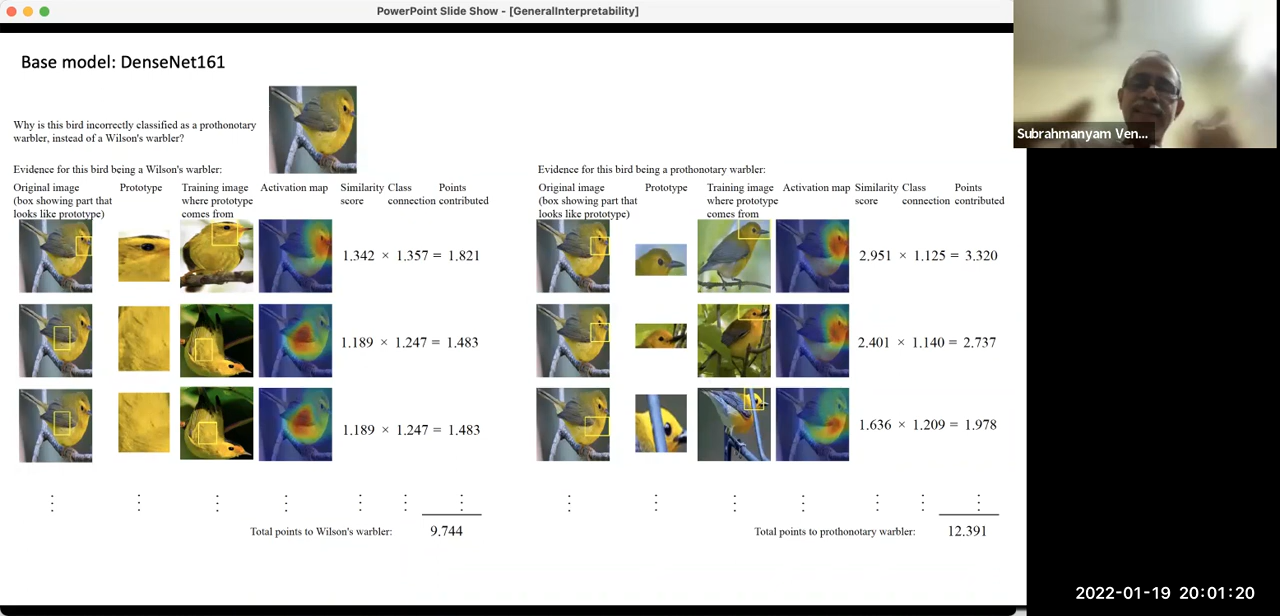 PowerPoint Slide Show - [GeneralInterpretability]
Base model: DenseNet161
Why is this bird incorrectly classified as a prothonotary
warbler, instead of a Wilson's warbler?
Evidence for this bird being a Wilson's warbler:
Original image
(box showing part that
looks like prototype)
Prototype
Training image
where prototype
comes from
Activation map
Similarity
score
Class
connection
Points
contributed
1.342 × 1.357 = 1.821
1.189 × 1.247 = 1.483
1.189 × 1.247 = 1.483
Total points to Wilson's warbler: 9.744
Evidence for this bird being a prothonotary warbler:
Original image
(box showing part that
looks like prototype)
Prototype
Training image
where prototype
comes from
Activation map
Similarity
score
Class
connection
Points
contributed
2.951 × 1.125 = 3.320
2.401 × 1.140 = 2.737
1.636 × 1.209 = 1.978
Total points to prothonotary warbler: 12.391
Subrahmanyam Ven...
2022-01-19 20:01:20